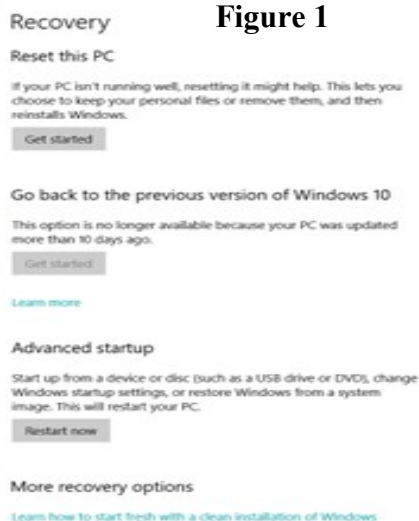 Figure 1
Recovery
Reset this PC
If your PC isn't running well, resetting it might help. This lets you
choose to keep your personal files or remove them, and then
reinstalls Windows.
Get started
Go back to the previous version of Windows 10
This option is no longer available because your PC was updated
more than 10 days ago.
Get started
Learn more
Advanced startup
Start up from a device or disc (such as a USB drive or DVD), change
Windows startup settings, or restore Windows from a system
image. This will restart your PC.
Restart now
More recovery options
Learn how to start fresh with a clean installation of Windows